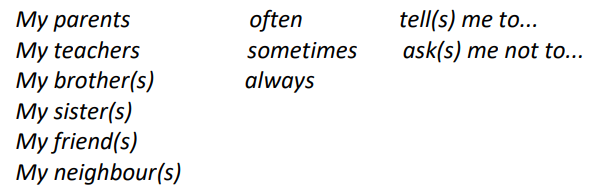 My parents often tell(s) me to...
My teachers sometimes ask(s) me not to...
My brother(s) always
My sister(s)
My friend(s)
My neighbour(s)